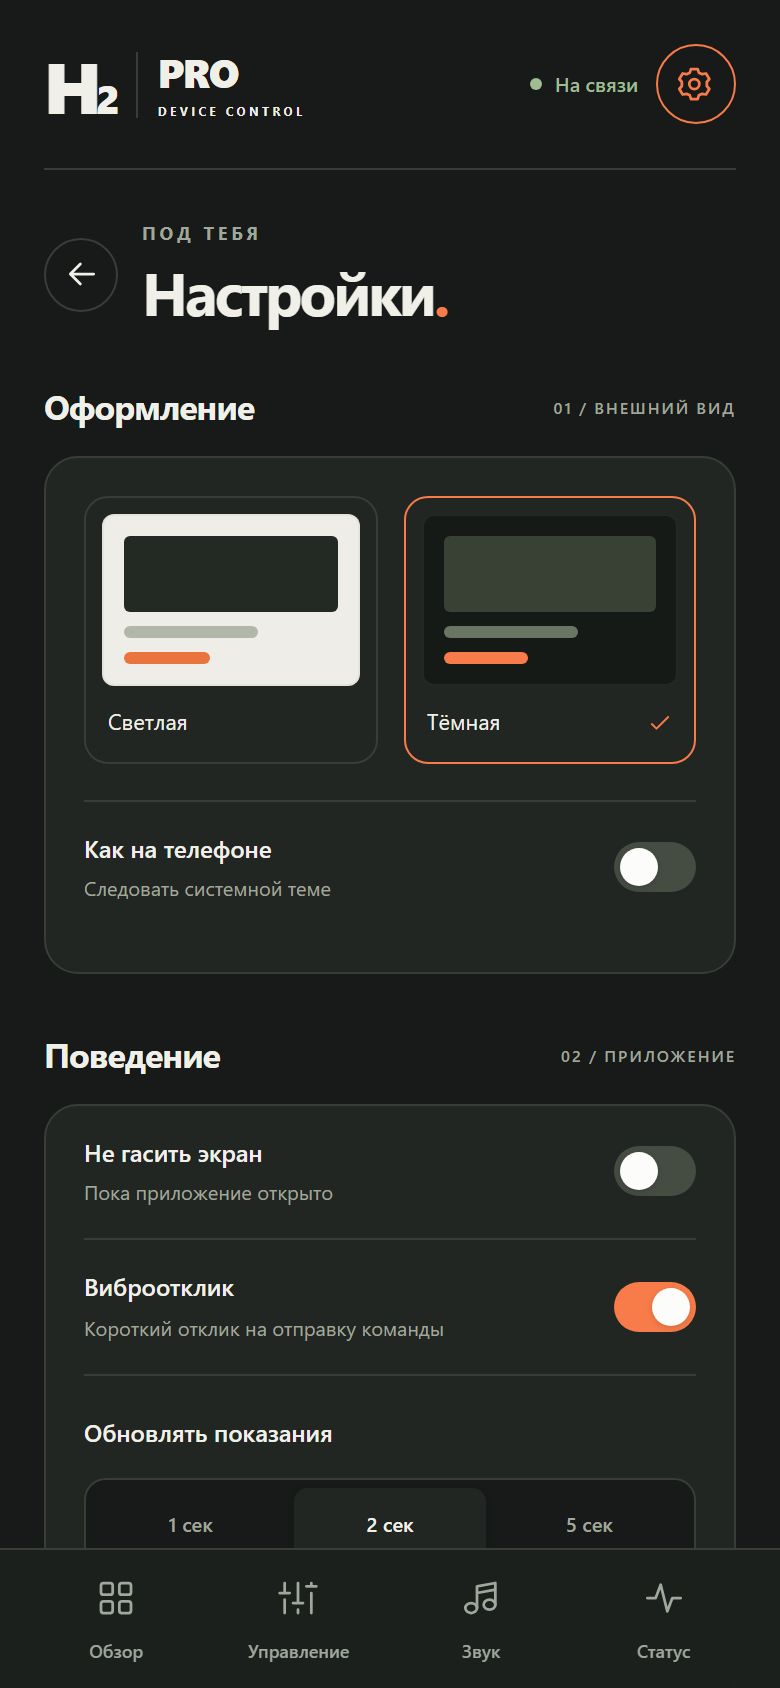 H2
PRO
DEVICE CONTROL
На связи
ПОД ТЕБЯ
Настройки.
Оформление
01 / ВНЕШНИЙ ВИД
Светлая
Тёмная
Как на телефоне
Следовать системной теме
Поведение
02 / ПРИЛОЖЕНИЕ
Не гасить экран
Пока приложение открыто
Виброотклик
Короткий отклик на отправку команды
Обновлять показания
1 сек
2 сек
5 сек
Обзор
Управление
Звук
Статус